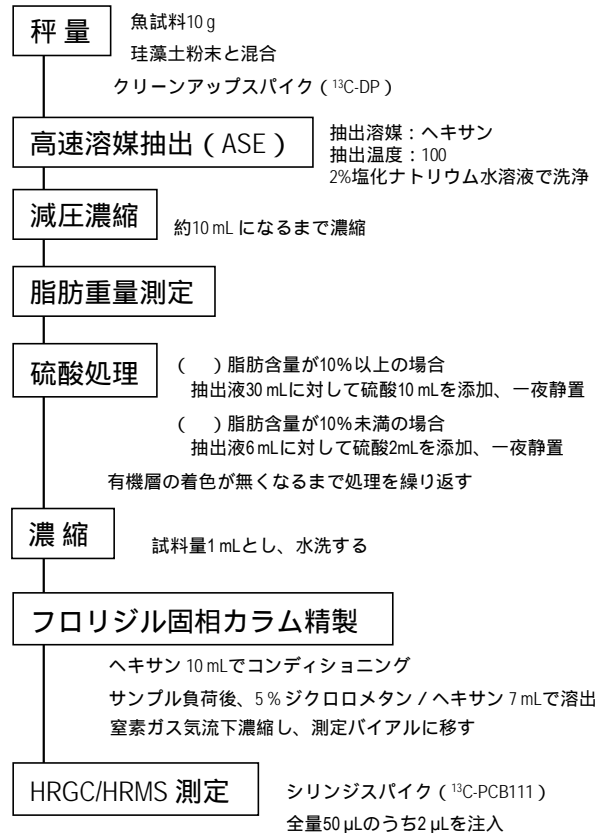 秤 量
魚試料10 g
珪藻土粉末と混合
クリーンアップスパイク ( ¹³C-DP )
高速溶媒抽出 ( ASE )
抽出溶媒：ヘキサン
抽出温度：100
2%塩化ナトリウム水溶液で洗浄
減圧濃縮
約10 mL になるまで濃縮
脂肪重量測定
硫酸処理
(　) 脂肪含量が10%以上の場合
抽出液30 mLに対して硫酸10 mLを添加、一夜静置
(　) 脂肪含量が10%未満の場合
抽出液6 mLに対して硫酸2mLを添加、一夜静置
有機層の着色が無くなるまで処理を繰り返す
濃 縮
試料量1 mLとし、水洗する
フロリジル固相カラム精製
ヘキサン 10 mLでコンディショニング
サンプル負荷後、5 % ジクロロメタン / ヘキサン 7 mLで溶出
窒素ガス気流下濃縮し、測定バイアルに移す
HRGC/HRMS 測定
シリンジスパイク ( ¹³C-PCB111 )
全量50 μLのうち2 μLを注入